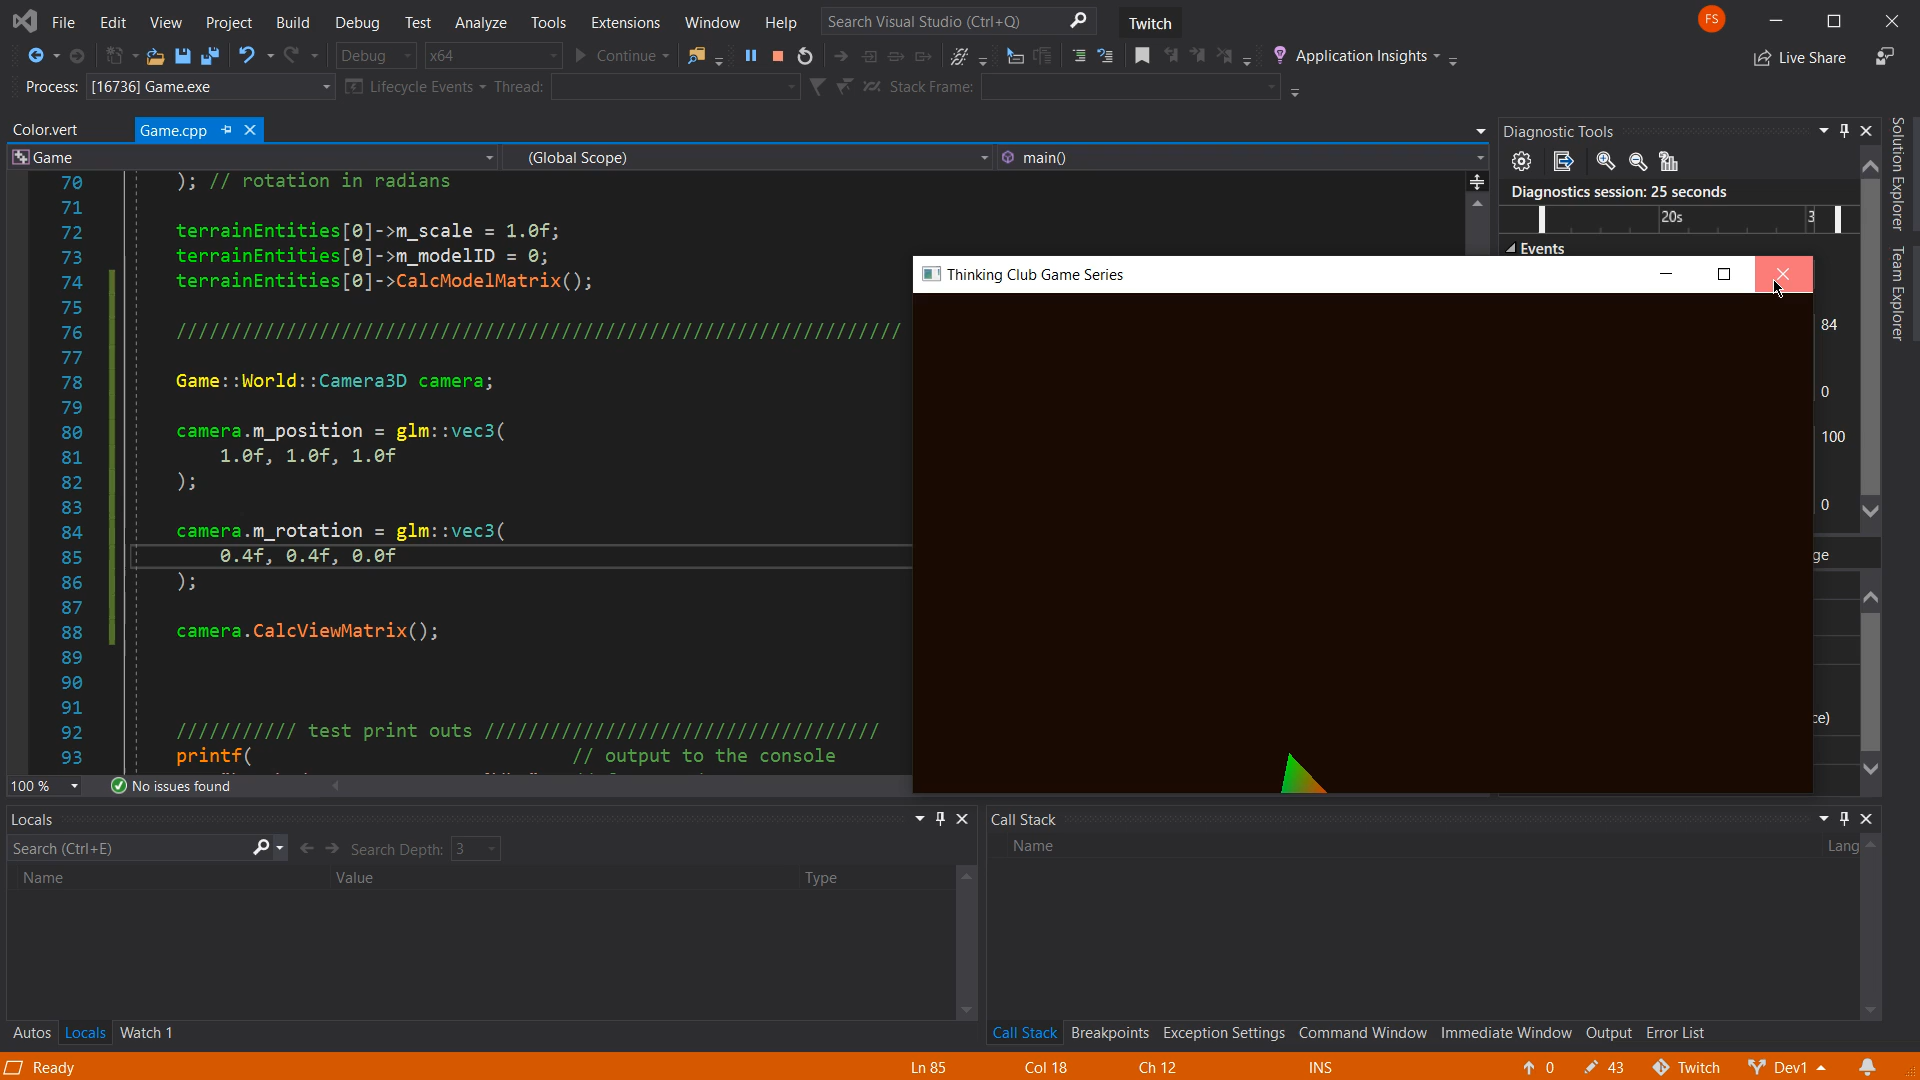 File Edit View Project Build Debug Test Analyze Tools Extensions Window Help Search Visual Studio (Ctrl+Q) Twitch FS
Debug x64 Continue Application Insights Live Share
Process: [16736] Game.exe Lifecycle Events Thread: Stack Frame:
Color.vert Game.cpp
Game (Global Scope) main()
70 ); // rotation in radians
71
72 terrainEntities[0]->m_scale = 1.0f;
73 terrainEntities[0]->m_modelID = 0;
74 terrainEntities[0]->CalcModelMatrix();
75
76 //////////////////////////////////////////////////////////////////
77
78 Game::World::Camera3D camera;
79
80 camera.m_position = glm::vec3(
81 1.0f, 1.0f, 1.0f
82 );
83
84 camera.m_rotation = glm::vec3(
85 0.4f, 0.4f, 0.0f
86 );
87
88 camera.CalcViewMatrix();
89
90
91
92 /////////// test print outs ////////////////////////////////////
93 printf( // output to the console
100 % No issues found
Diagnostic Tools
Diagnostics session: 25 seconds
20s 3
Events
Thinking Club Game Series
84
0
100
0
ge
ce)
Solution Explorer
Team Explorer
Locals
Search (Ctrl+E) Search Depth: 3
Name Value Type
Autos Locals Watch 1
Call Stack
Name Lang
Call Stack Breakpoints Exception Settings Command Window Immediate Window Output Error List
Ready Ln 85 Col 18 Ch 12 INS 0 43 Twitch Dev1